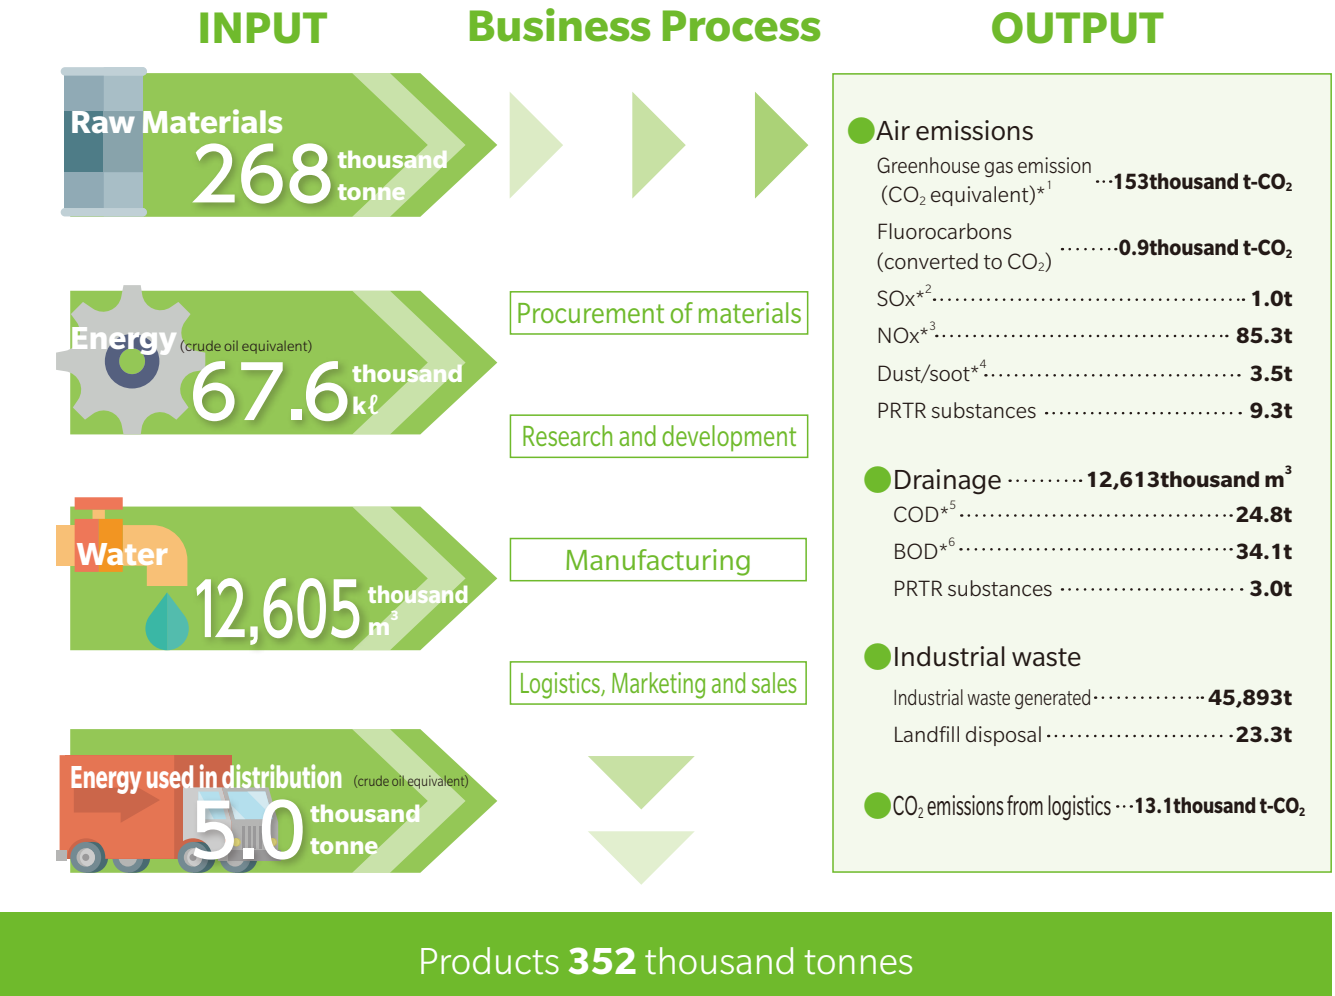 INPUT
Business Process
OUTPUT
Raw Materials
268 thousand
tonne
Energy (crude oil equivalent)
67.6 thousand
kℓ
Water
12,605 thousand
m³
Energy used in distribution (crude oil equivalent)
5.0 thousand
tonne
Procurement of materials
Research and development
Manufacturing
Logistics, Marketing and sales
Air emissions
Greenhouse gas emission
(CO₂ equivalent)*¹ ···153thousand t-CO₂
Fluorocarbons
(converted to CO₂) ········0.9thousand t-CO₂
SOx*² ········ 1.0t
NOx*³ ········ 85.3t
Dust/soot*⁴ ········ 3.5t
PRTR substances ········ 9.3t
Drainage ·········· 12,613thousand m³
COD*⁵ ········ 24.8t
BOD*⁶ ········ 34.1t
PRTR substances ········ 3.0t
Industrial waste
Industrial waste generated ········ 45,893t
Landfill disposal ········ 23.3t
CO₂ emissions from logistics ···13.1thousand t-CO₂
Products 352 thousand tonnes